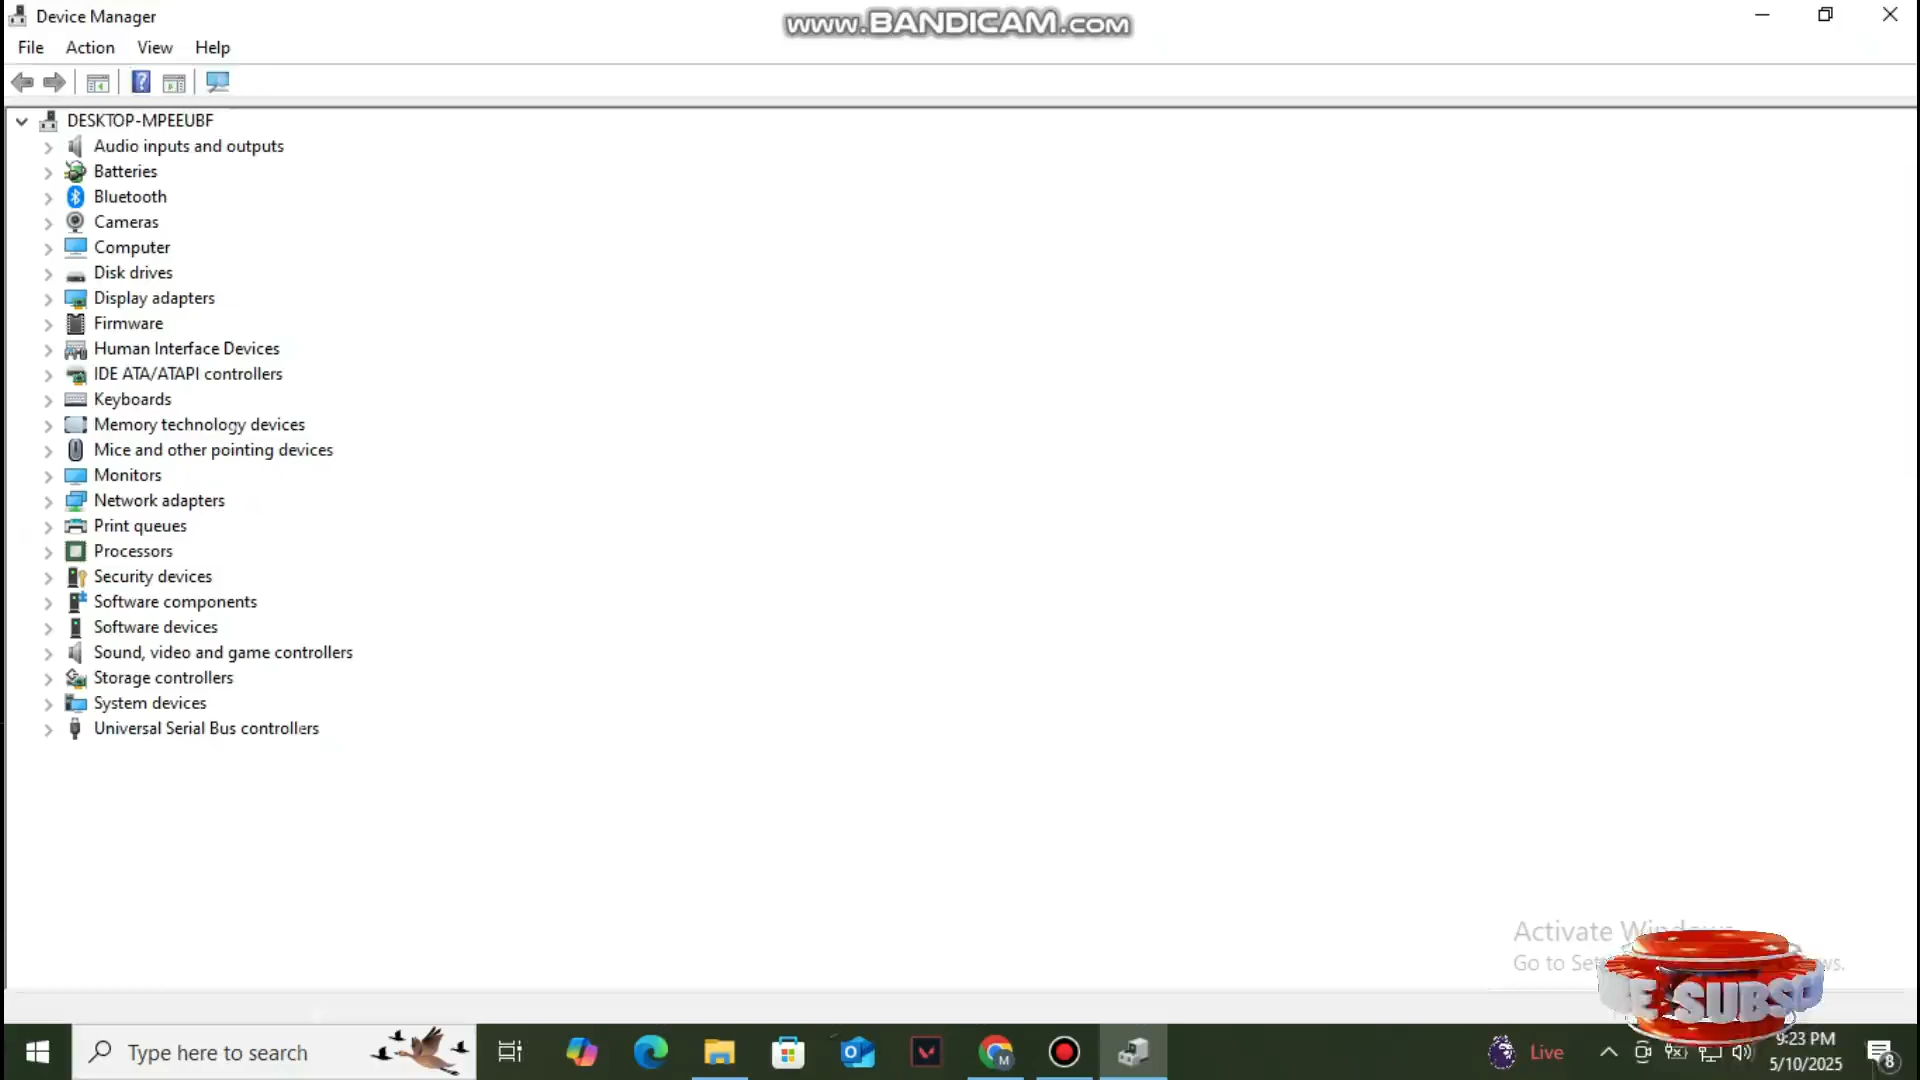 Device Manager
www.BANDICAM.com
File Action View Help
DESKTOP-MPEEUBF
Audio inputs and outputs
Batteries
Bluetooth
Cameras
Computer
Disk drives
Display adapters
Firmware
Human Interface Devices
IDE ATA/ATAPI controllers
Keyboards
Memory technology devices
Mice and other pointing devices
Monitors
Network adapters
Print queues
Processors
Security devices
Software components
Software devices
Sound, video and game controllers
Storage controllers
System devices
Universal Serial Bus controllers
Activate
Go to
Type here to search
Live
9:23 PM
5/10/2025
8